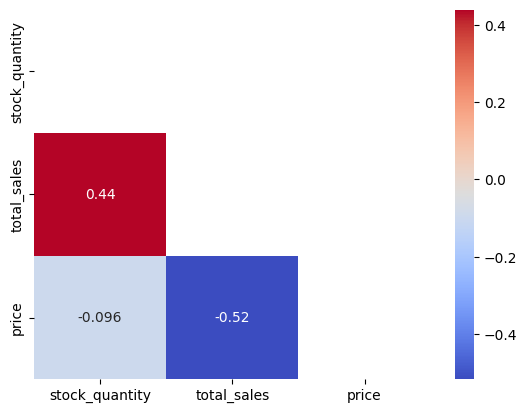 stock_quantity
total_sales
price
0.44
-0.096
-0.52
stock_quantity
total_sales
price
0.4
0.2
0.0
−0.2
−0.4